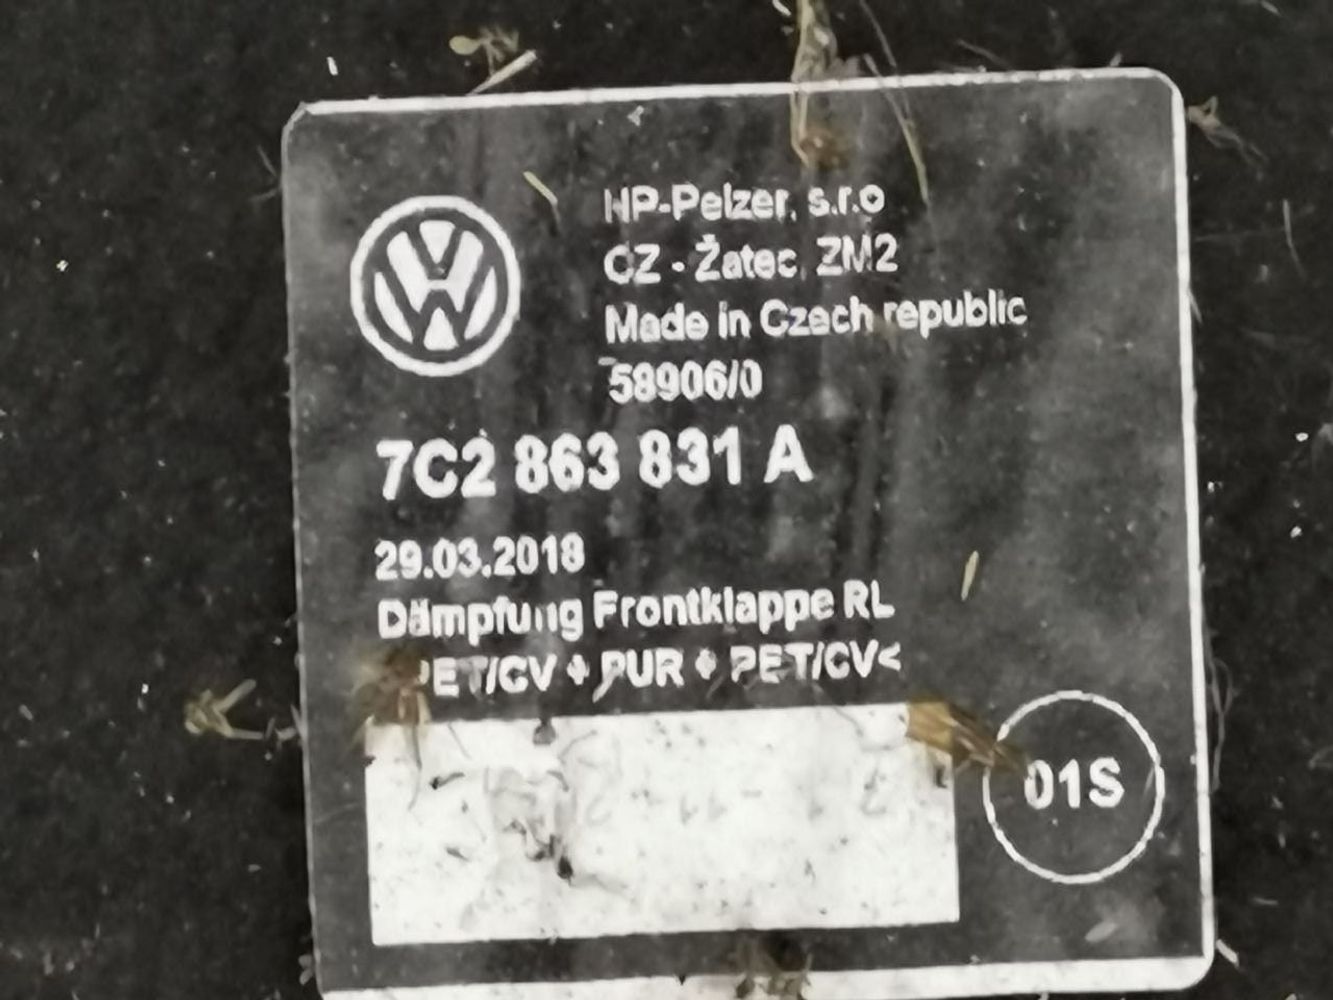 HP-Pelzer, s.r.o
CZ - Žatec, ZM2
Made in Czech republic
58906/0
7C2 863 831 A
29.03.2018
Dämpfung Frontklappe RL
PET/CV + PUR + PET/CV<
01S